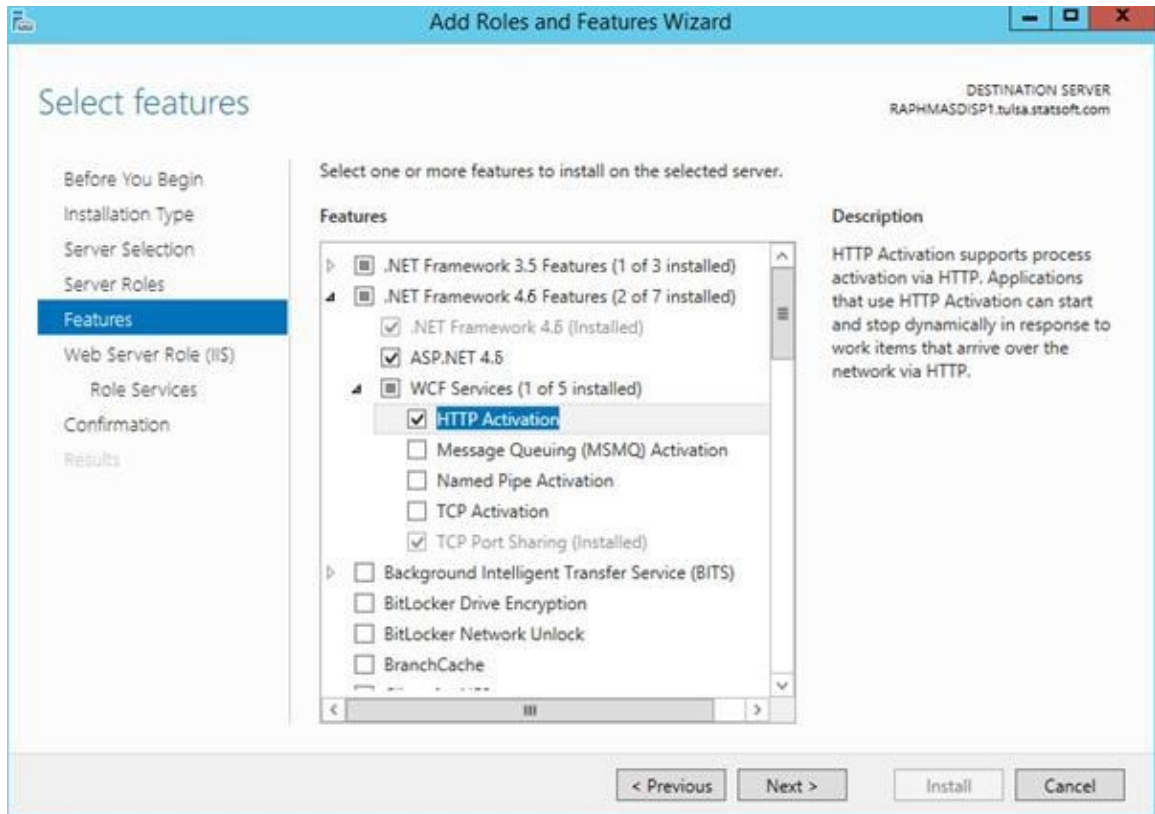 Add Roles and Features Wizard
Select features
DESTINATION SERVER
RAPHMASDISP1.tulsa.statsoft.com
Before You Begin
Installation Type
Server Selection
Server Roles
Features
Web Server Role (IIS)
Role Services
Confirmation
Results
Select one or more features to install on the selected server.
Features
.NET Framework 3.5 Features (1 of 3 installed)
.NET Framework 4.6 Features (2 of 7 installed)
.NET Framework 4.6 (Installed)
ASP.NET 4.6
WCF Services (1 of 5 installed)
HTTP Activation
Message Queuing (MSMQ) Activation
Named Pipe Activation
TCP Activation
TCP Port Sharing (Installed)
Background Intelligent Transfer Service (BITS)
BitLocker Drive Encryption
BitLocker Network Unlock
BranchCache
Description
HTTP Activation supports process
activation via HTTP. Applications
that use HTTP Activation can start
and stop dynamically in response to
work items that arrive over the
network via HTTP.
< Previous
Next >
Install
Cancel